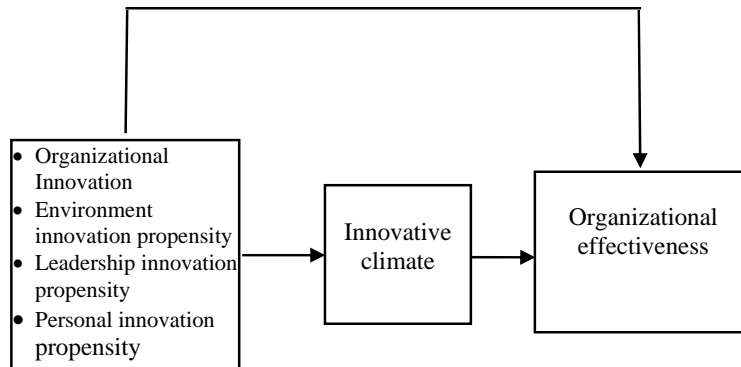 • Organizational
Innovation
• Environment
innovation propensity
• Leadership innovation
propensity
• Personal innovation
propensity
Innovative
climate
Organizational
effectiveness